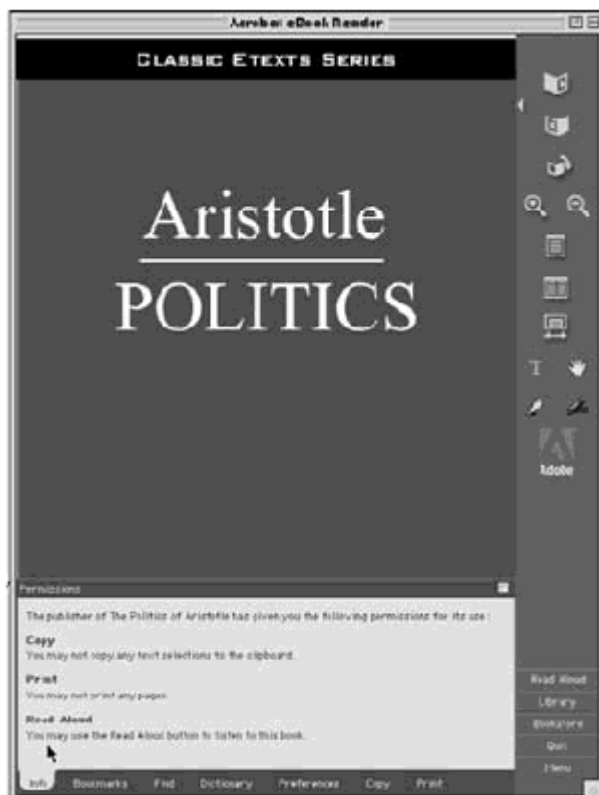 Acrobat eBook Reader
CLASSIC ETEXTS SERIES
Aristotle
POLITICS
Adobe
Permissions
The publisher of The Politics of Aristotle has given you the following permissions for its use:
Copy
You may not copy any text selections to the clipboard.
Print
You may not print any pages.
Read Aloud
You may use the Read Aloud button to listen to this book.
Read Aloud
Library
Bookstore
Quit
Menu
Info Bookmarks Find Dictionary Preferences Copy Print